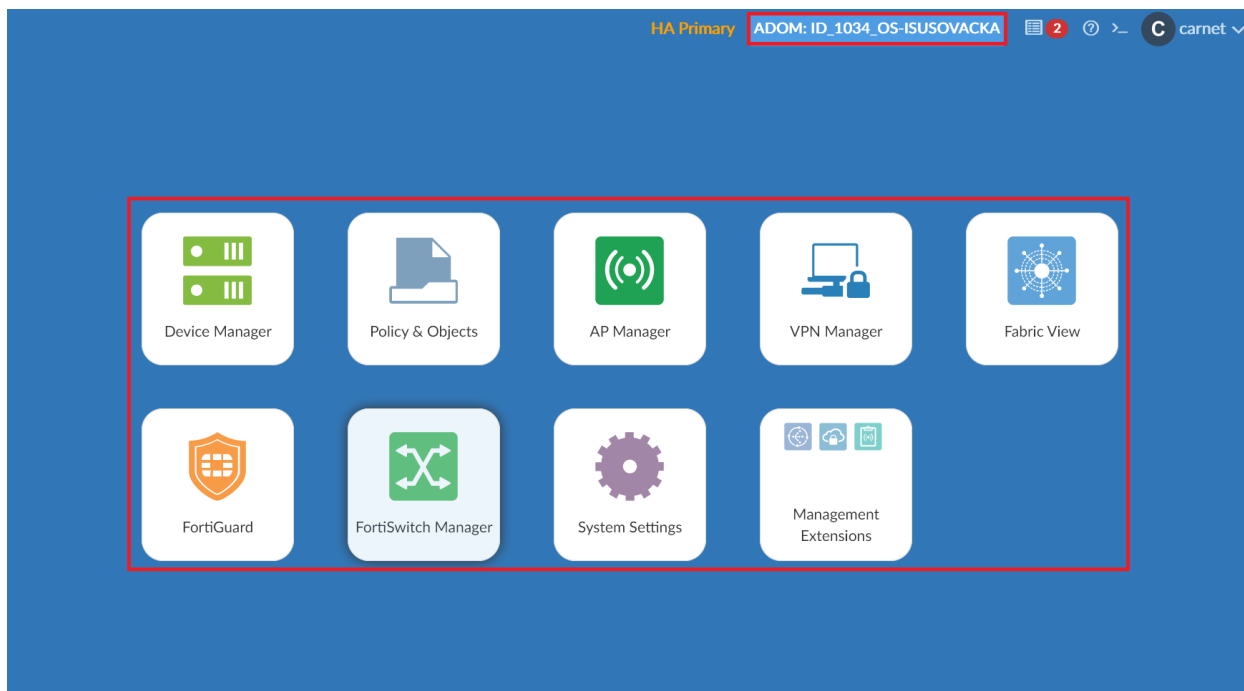 HA Primary ADOM: ID_1034_OS-ISUSOVACKA 2 >_ C carnet
Device Manager Policy & Objects AP Manager VPN Manager Fabric View
FortiGuard FortiSwitch Manager System Settings Management
Extensions